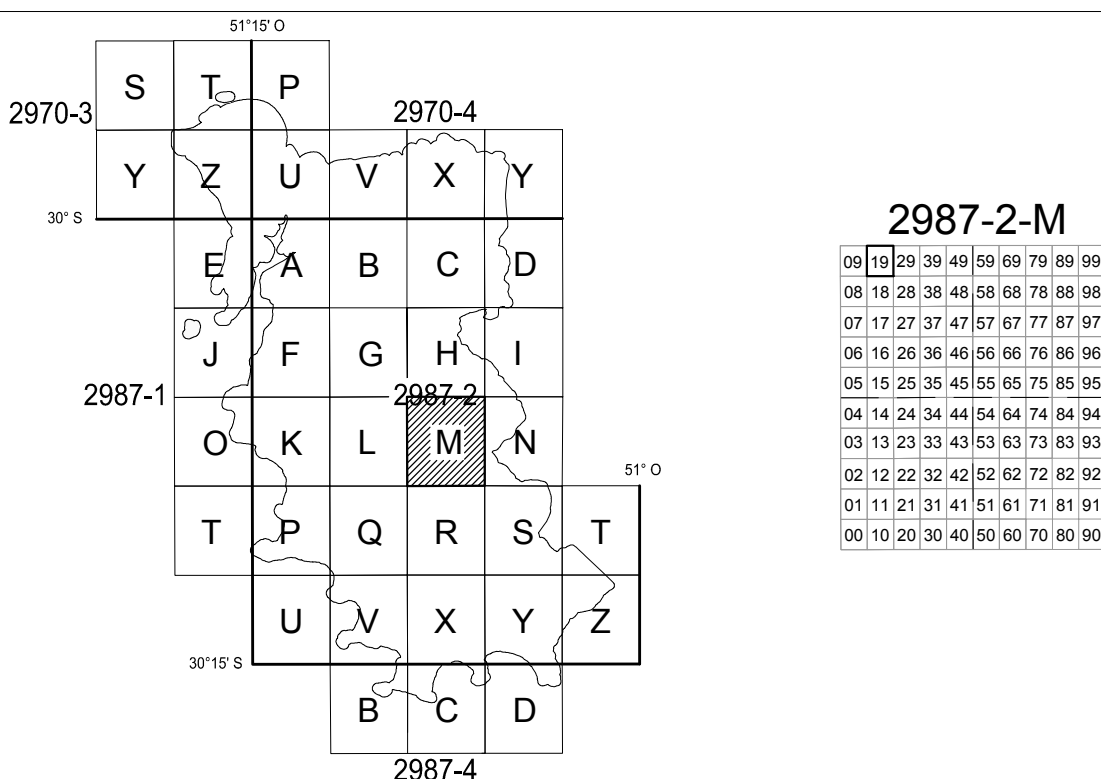 51°15' O
S T P
2970-3 2970-4
Y Z U V X Y
30° S
E A B C D
J F G H I
2987-1 2987-2
O K L M N
51° O
T P Q R S T
U V X Y Z
30°15' S
B C D
2987-4
2987-2-M
09 19 29 39 49 59 69 79 89 99
08 18 28 38 48 58 68 78 88 98
07 17 27 37 47 57 67 77 87 97
06 16 26 36 46 56 66 76 86 96
05 15 25 35 45 55 65 75 85 95
04 14 24 34 44 54 64 74 84 94
03 13 23 33 43 53 63 73 83 93
02 12 22 32 42 52 62 72 82 92
01 11 21 31 41 51 61 71 81 91
00 10 20 30 40 50 60 70 80 90